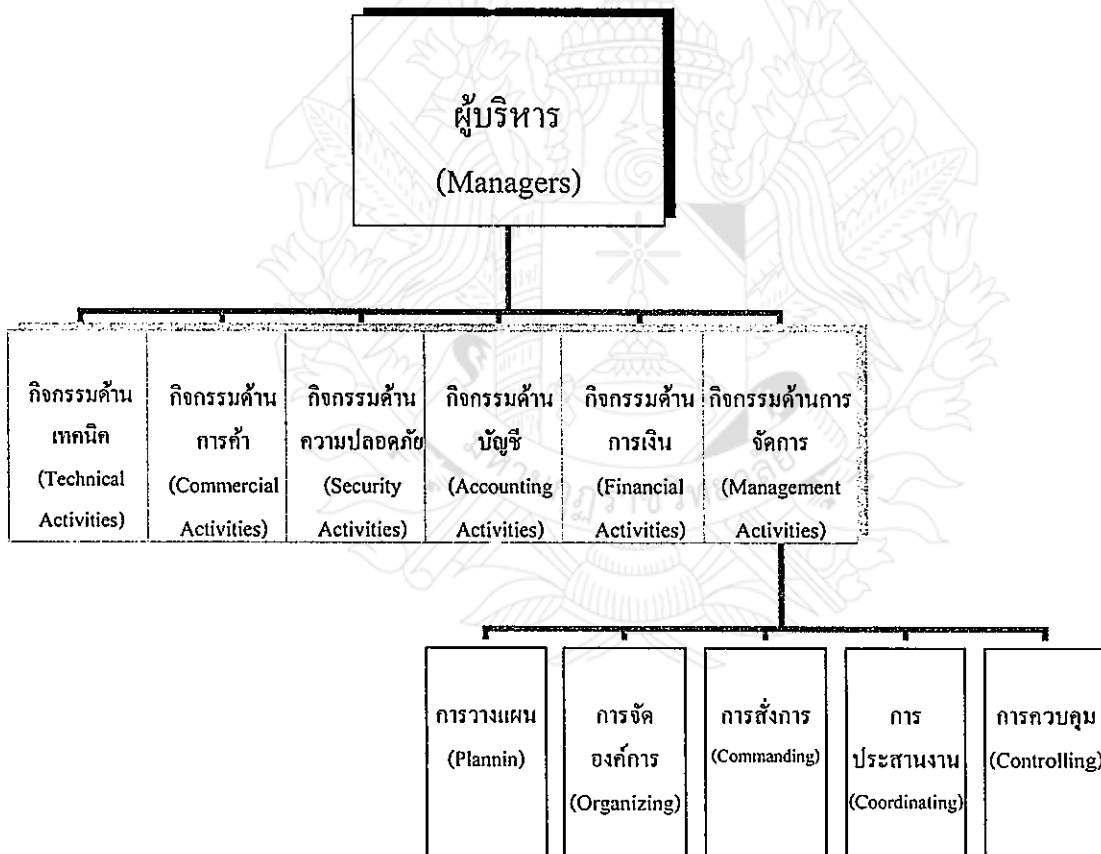 ผู้บริหาร
(Managers)
กิจกรรมด้าน
เทคนิค
(Technical
Activities)
กิจกรรมด้าน
การค้า
(Commercial
Activities)
กิจกรรมด้าน
ความปลอดภัย
(Security
Activities)
กิจกรรมด้าน
บัญชี
(Accounting
Activities)
กิจกรรมด้าน
การเงิน
(Financial
Activities)
กิจกรรมด้านการ
จัดการ
(Management
Activities)
การวางแผน
(Plannin)
การจัด
องค์การ
(Organizing)
การสั่งการ
(Commanding)
การ
ประสานงาน
(Coordinating)
การควบคุม
(Controlling)